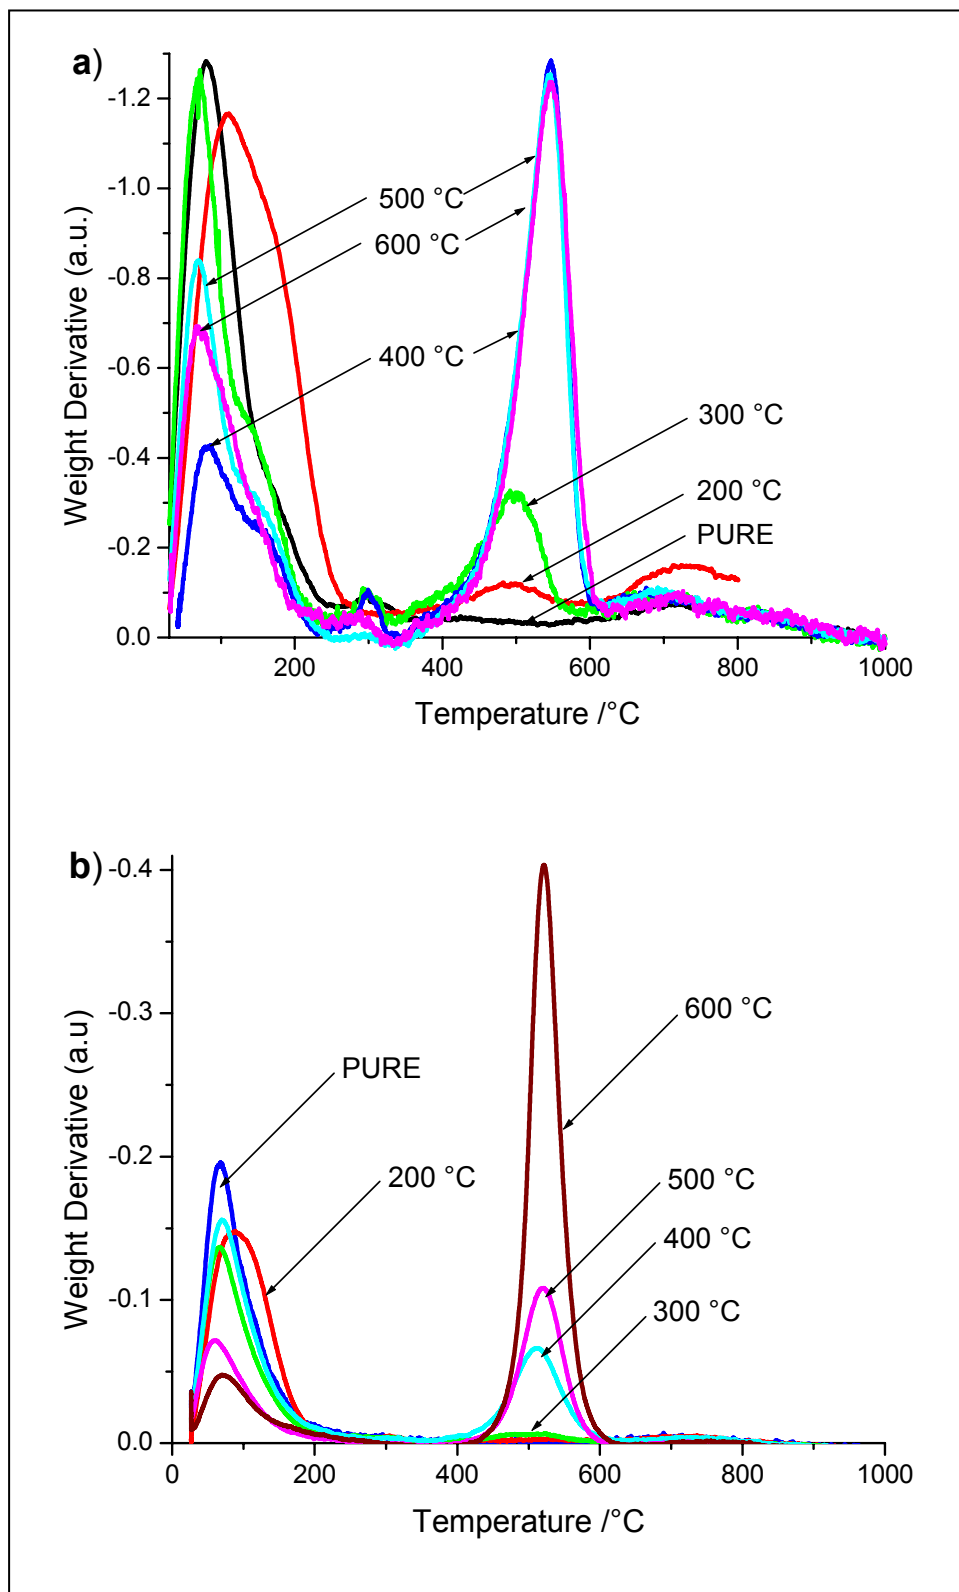 a)
-1.2
-1.0
-0.8
-0.6
-0.4
-0.2
0.0
Weight Derivative (a.u.)
500 °C
600 °C
400 °C
300 °C
200 °C
PURE
200
400
600
800
1000
Temperature /°C
b)
-0.4
-0.3
-0.2
-0.1
0.0
Weight Derivative (a.u)
600 °C
PURE
200 °C
500 °C
400 °C
300 °C
0
200
400
600
800
1000
Temperature /°C